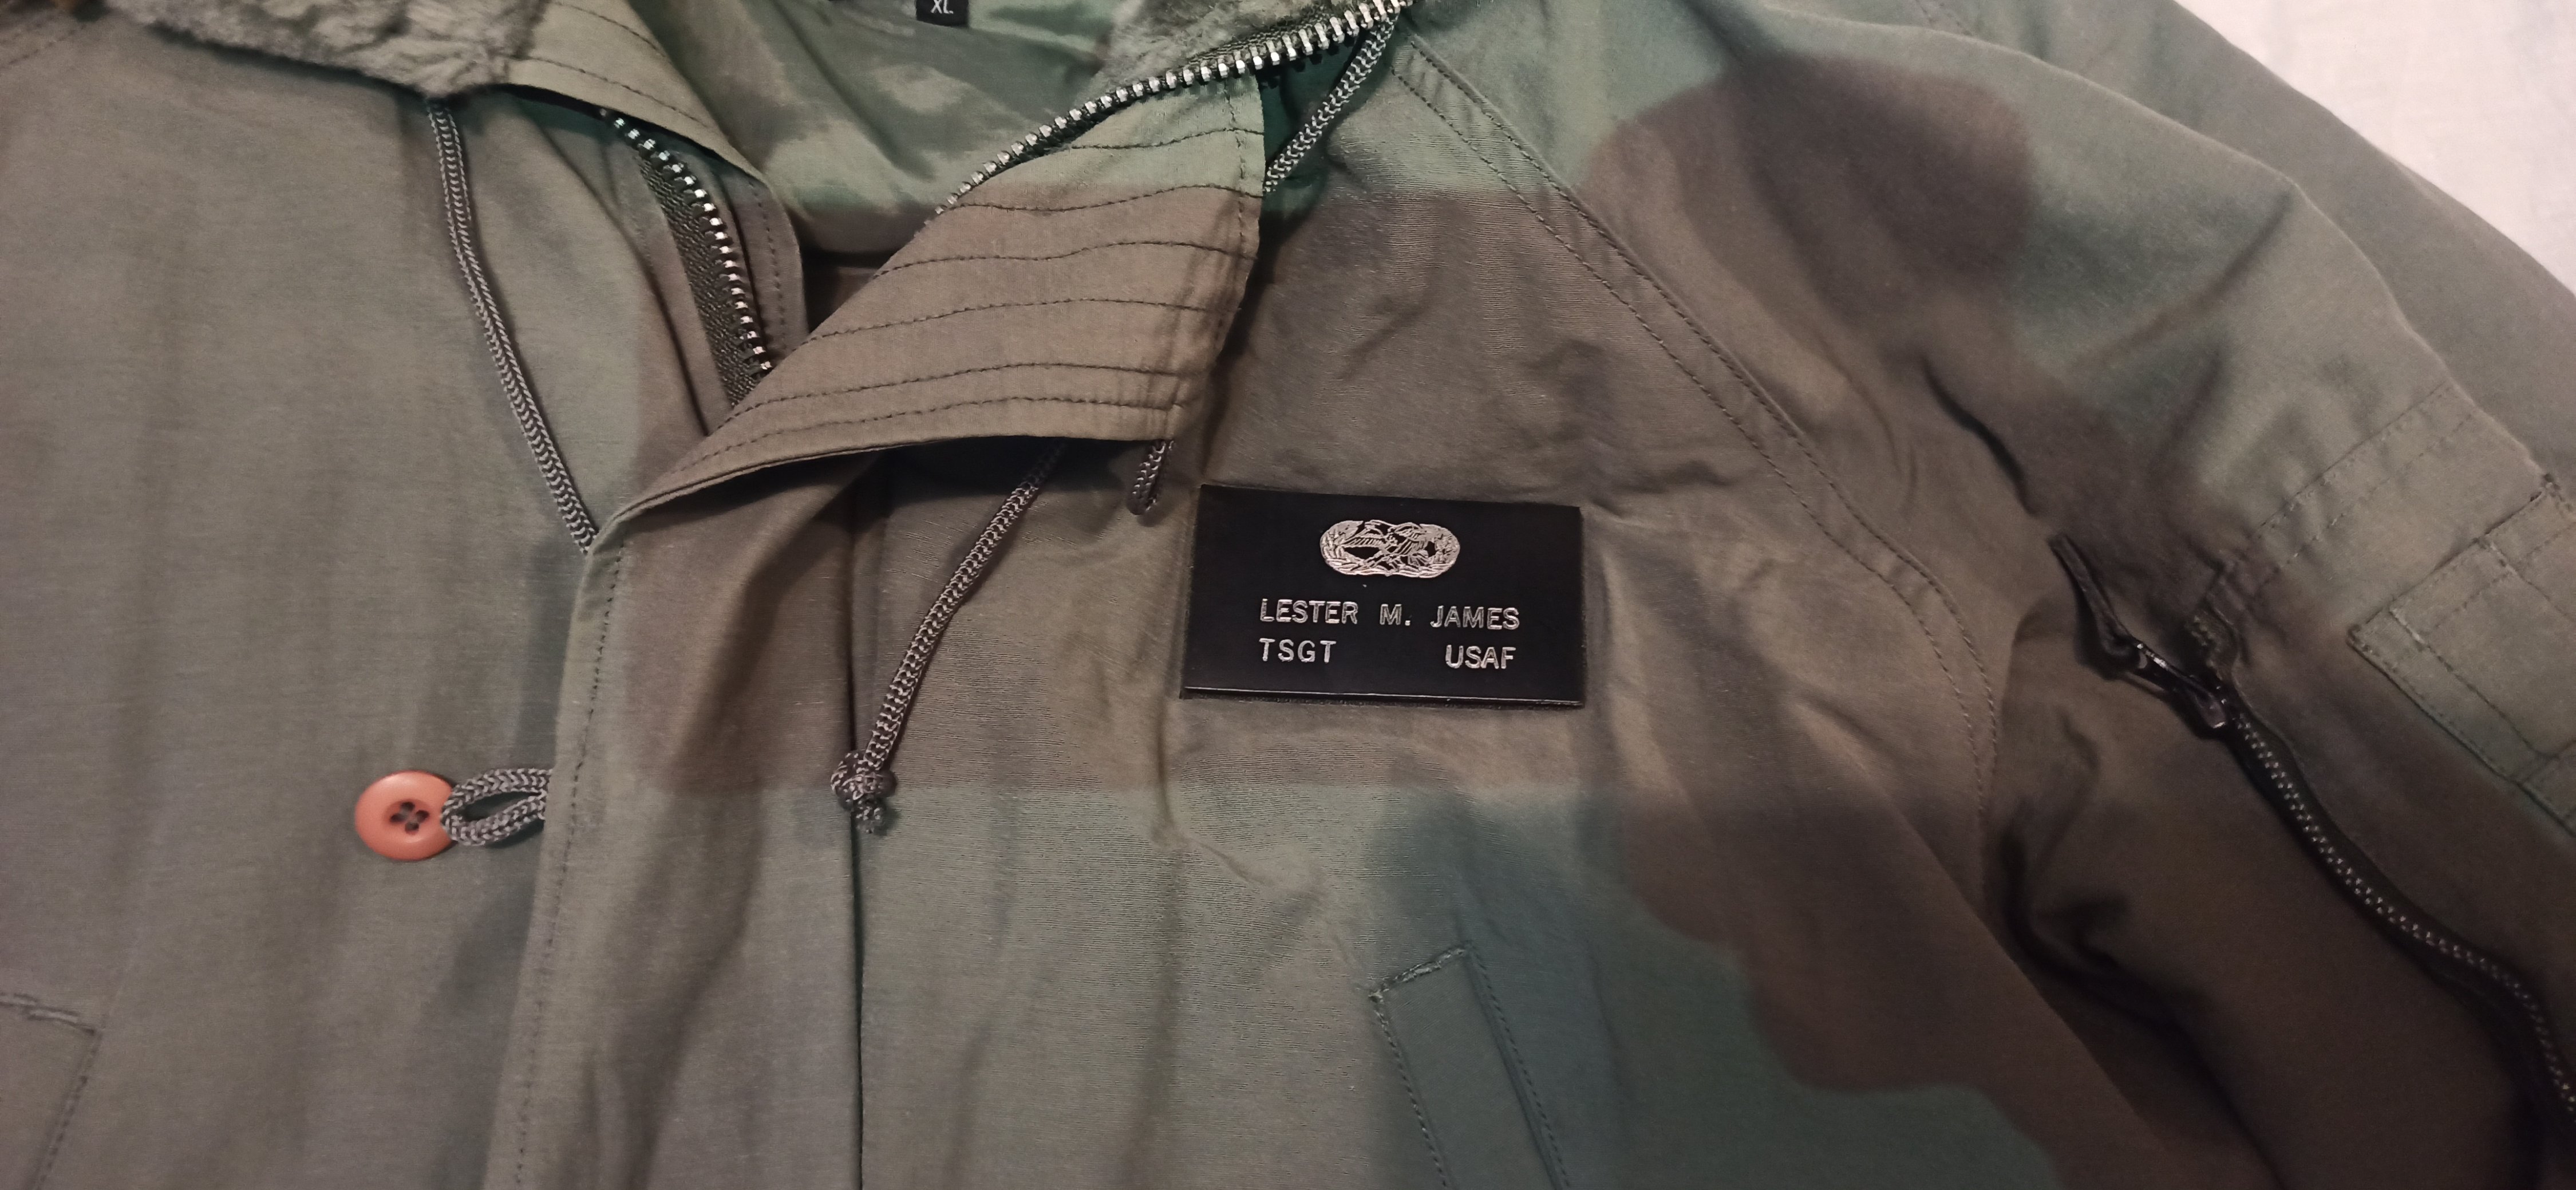 XL
LESTER M. JAMES
TSGT USAF